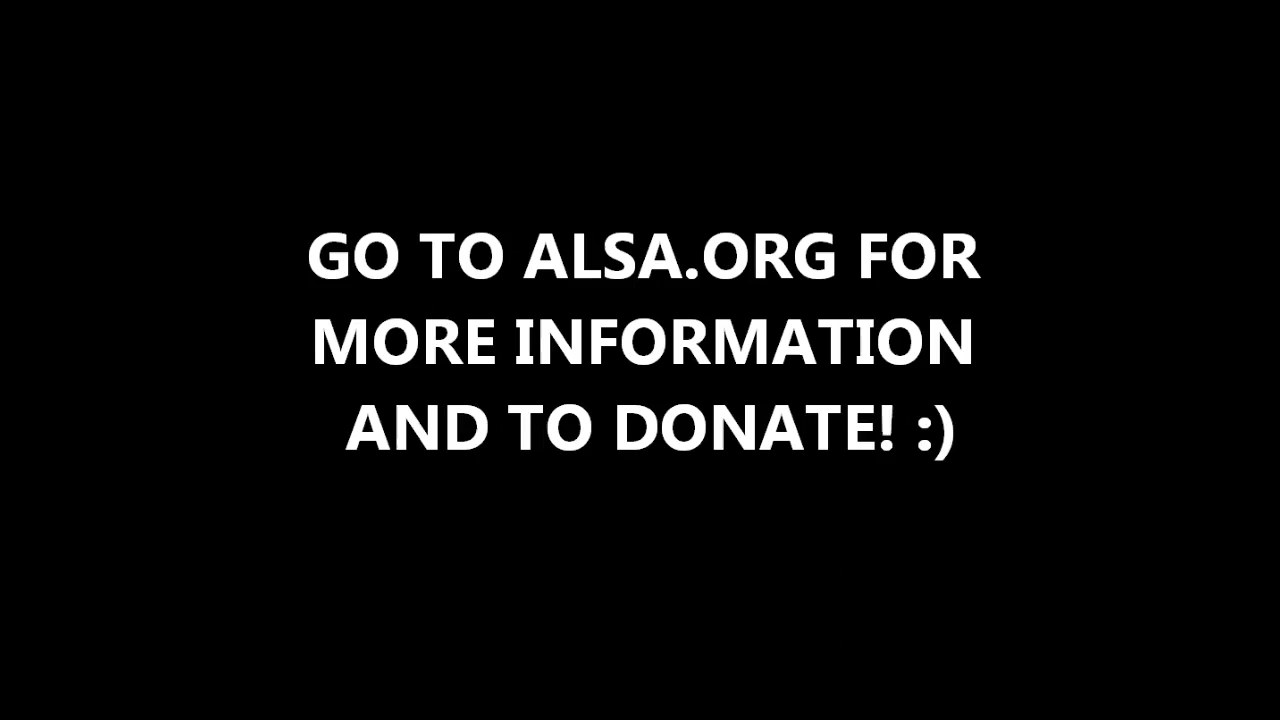 GO TO ALSA.ORG FOR
MORE INFORMATION
AND TO DONATE! :)